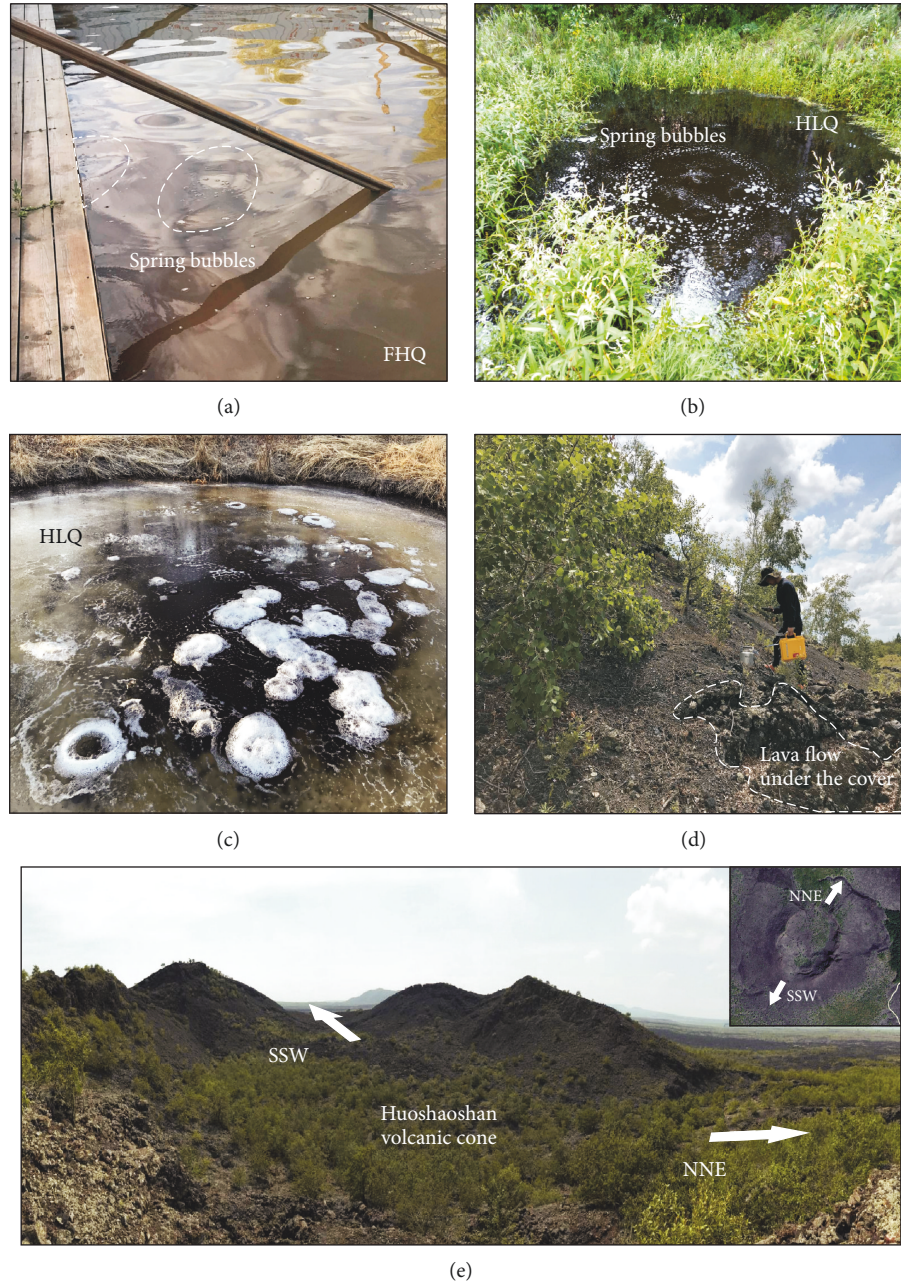 Spring bubbles
FHQ
(a)
HLQ
Spring bubbles
(b)
HLQ
(c)
Lava flow
under the cover
(d)
NNE
SSW
SSW
Huoshaoshan
volcanic cone
NNE
(e)